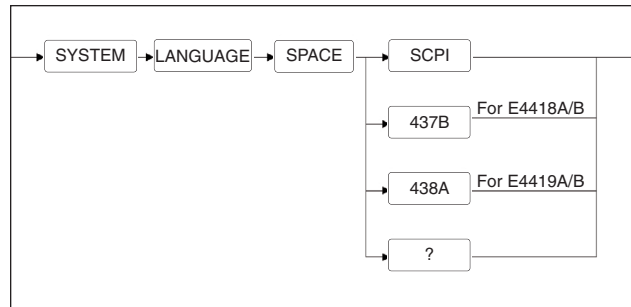 SYSTEM LANGUAGE SPACE SCPI
437B For E4418A/B
438A For E4419A/B
?